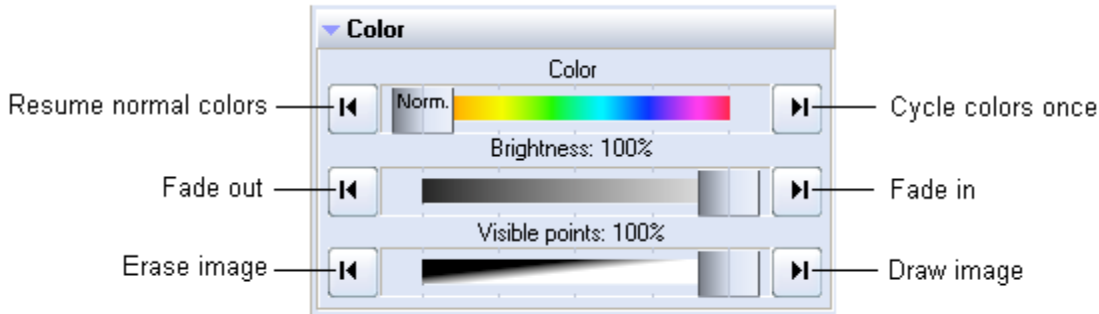 Color
Color
Resume normal colors
Norm.
Cycle colors once
Brightness: 100%
Fade out
Fade in
Visible points: 100%
Erase image
Draw image